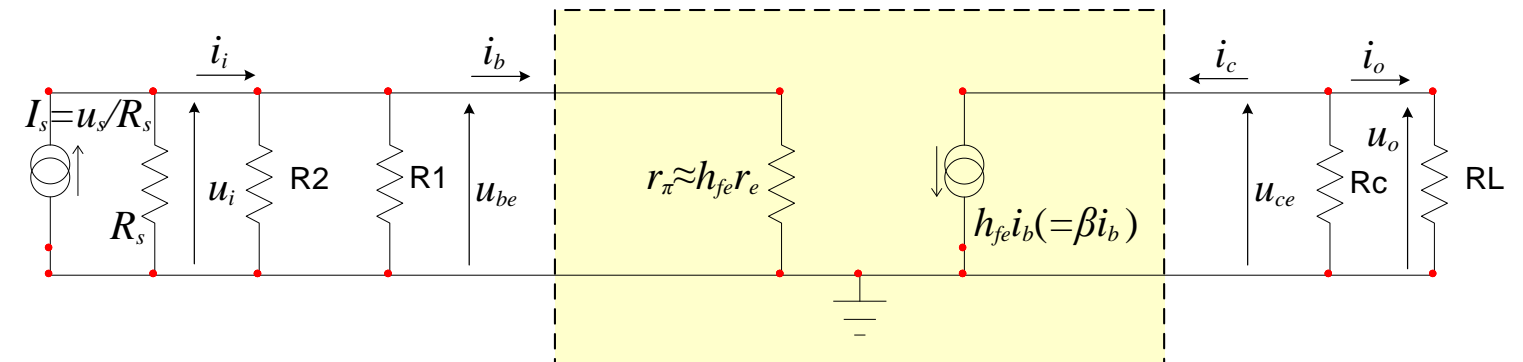 i_i
i_b
i_c
i_o
I_s=u_s/R_s
R_s
u_i
R2
R1
u_be
r_π≈h_fe r_e
h_fe i_b(=βi_b)
u_ce
Rc
u_o
RL